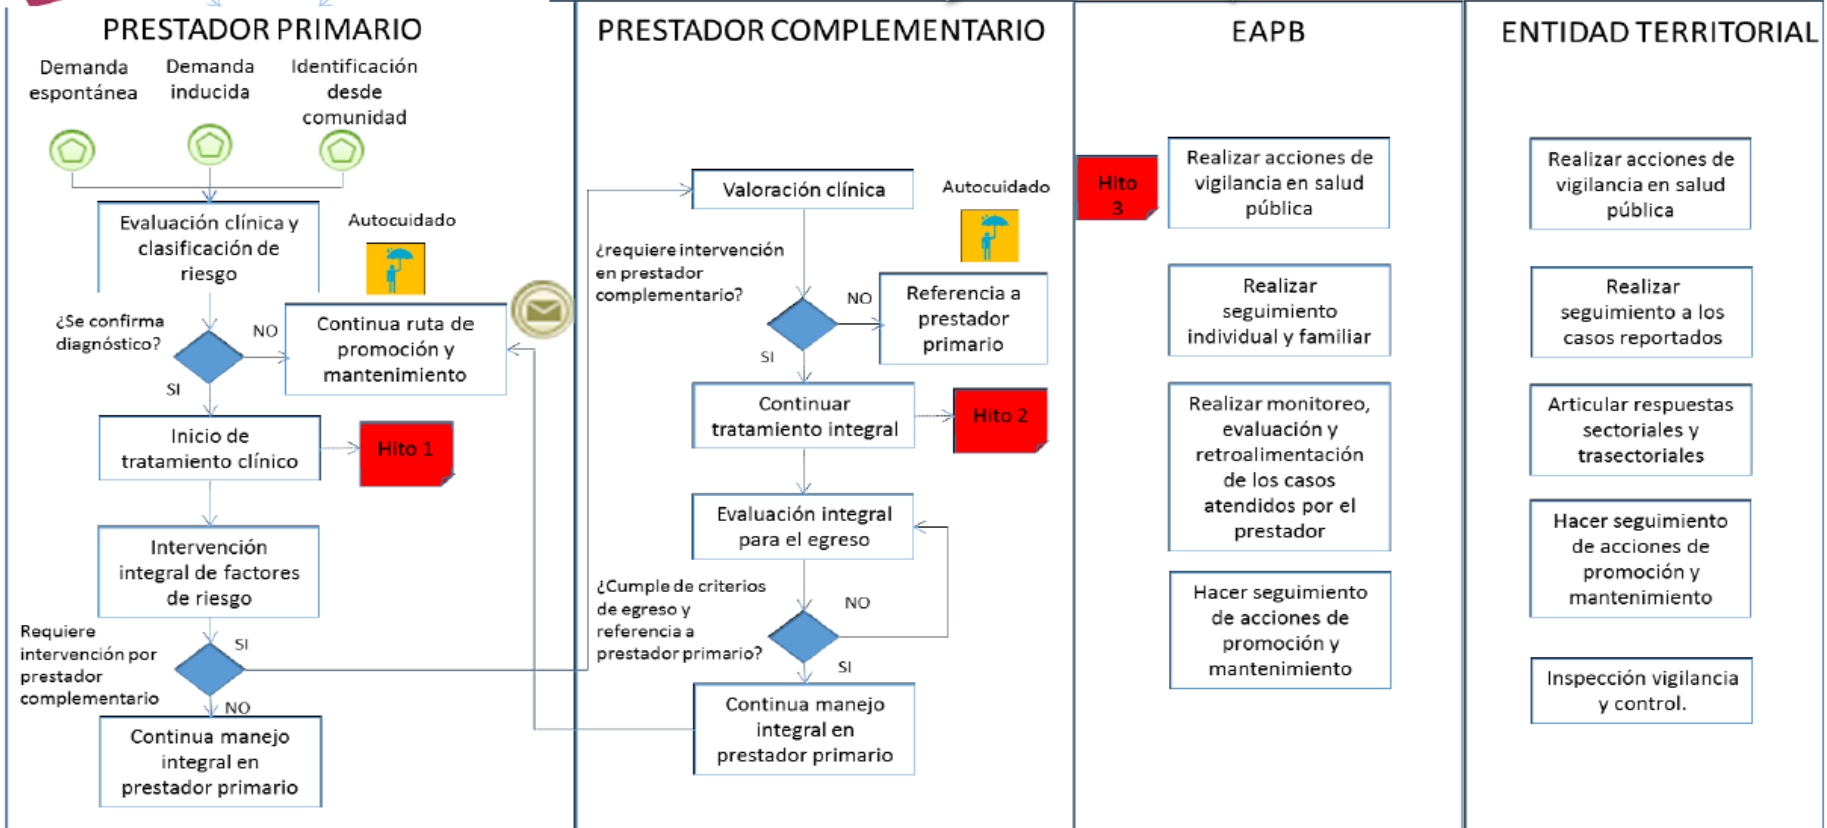 PRESTADOR PRIMARIO
Demanda
espontánea
Demanda
inducida
Identificación
desde
comunidad
Evaluación clínica y
clasificación de
riesgo
Autocuidado
¿Se confirma
diagnóstico?
NO
Continua ruta de
promoción y
mantenimiento
SI
Inicio de
tratamiento clínico
Hito 1
Intervención
integral de factores
de riesgo
Requiere
intervención por
prestador
complementario
SI
NO
Continua manejo
integral en
prestador primario
PRESTADOR COMPLEMENTARIO
Valoración clínica
Autocuidado
¿requiere intervención
en prestador
complementario?
NO
Referencia a
prestador
primario
SI
Continuar
tratamiento integral
Hito 2
Evaluación integral
para el egreso
¿Cumple de criterios
de egreso y
referencia a
prestador primario?
NO
SI
Continua manejo
integral en
prestador primario
EAPB
Hito
3
Realizar acciones de
vigilancia en salud
pública
Realizar
seguimiento
individual y familiar
Realizar monitoreo,
evaluación y
retroalimentación
de los casos
atendidos por el
prestador
Hacer seguimiento
de acciones de
promoción y
mantenimiento
ENTIDAD TERRITORIAL
Realizar acciones de
vigilancia en salud
pública
Realizar
seguimiento a los
casos reportados
Articular respuestas
sectoriales y
trasectoriales
Hacer seguimiento
de acciones de
promoción y
mantenimiento
Inspección vigilancia
y control.